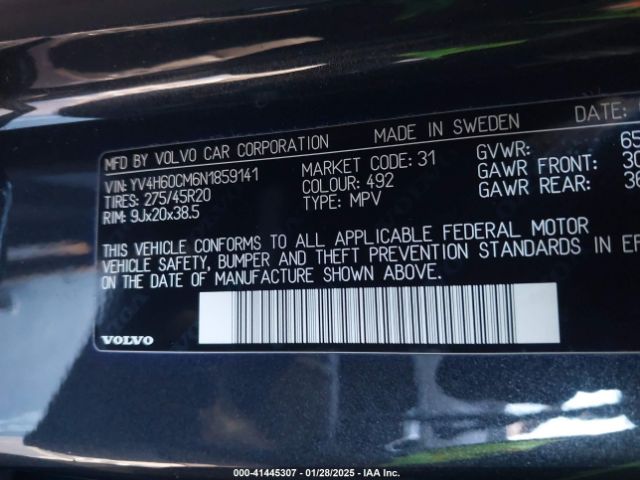 MFD BY VOLVO CAR CORPORATION MADE IN SWEDEN DATE:
VIN: YV4H60CM6N1859141 MARKET CODE: 31 GVWR: 65
TIRES: 275/45R20 COLOUR: 492 GAWR FRONT: 30
RIM: 9Jx20x38.5 TYPE: MPV GAWR REAR: 36
THIS VEHICLE CONFORMS TO ALL APPLICABLE FEDERAL MOTOR
VEHICLE SAFETY, BUMPER AND THEFT PREVENTION STANDARDS IN EF
ON THE DATE OF MANUFACTURE SHOWN ABOVE.
VOLVO
000-41445307 - 01/28/2025 - IAA Inc.